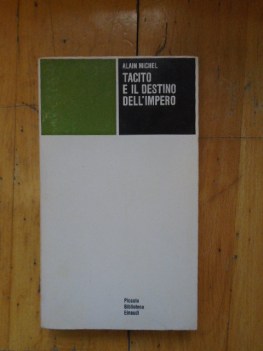 ALAIN MICHEL
TACITO
E IL DESTINO
DELL'IMPERO
Piccola
Biblioteca
Einaudi